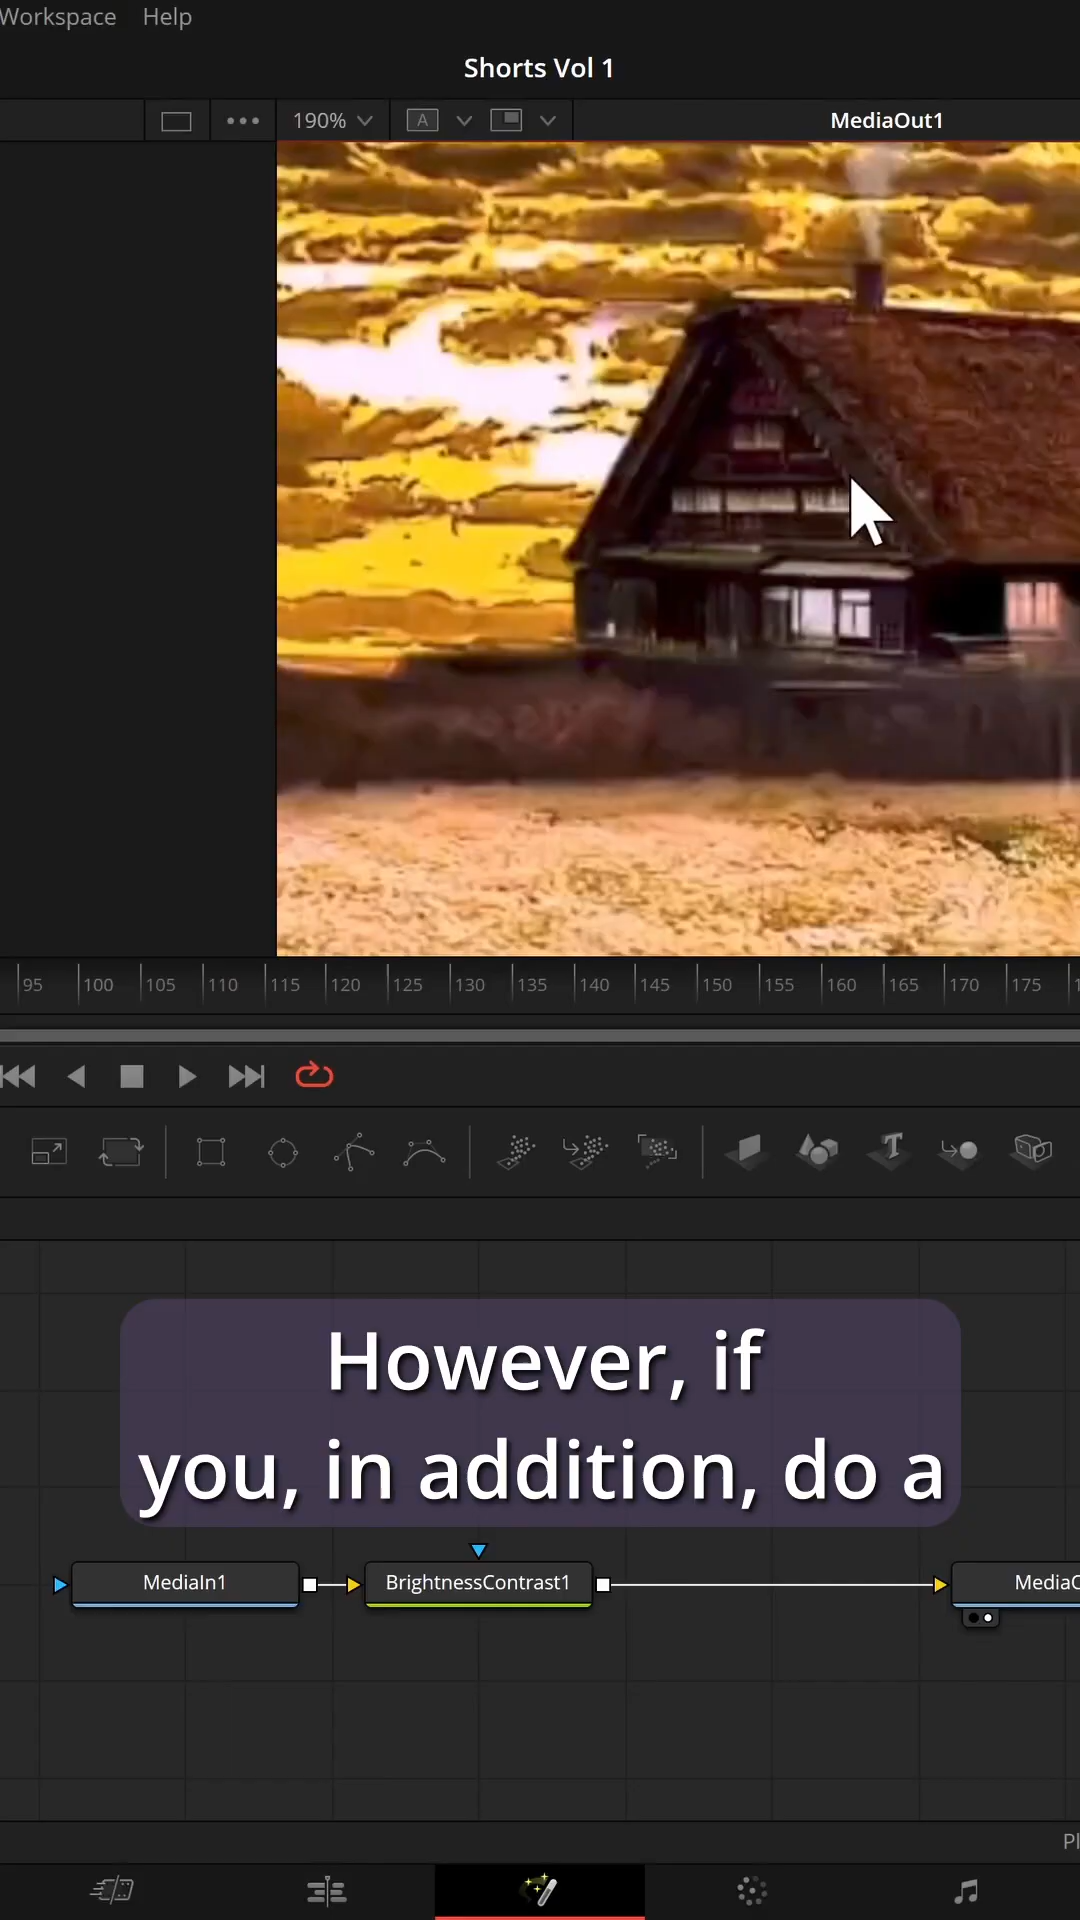 Workspace Help
Shorts Vol 1
190% A MediaOut1
95 100 105 110 115 120 125 130 135 140 145 150 155 160 165 170 175
T
However, if
you, in addition, do a
MediaIn1 BrightnessContrast1